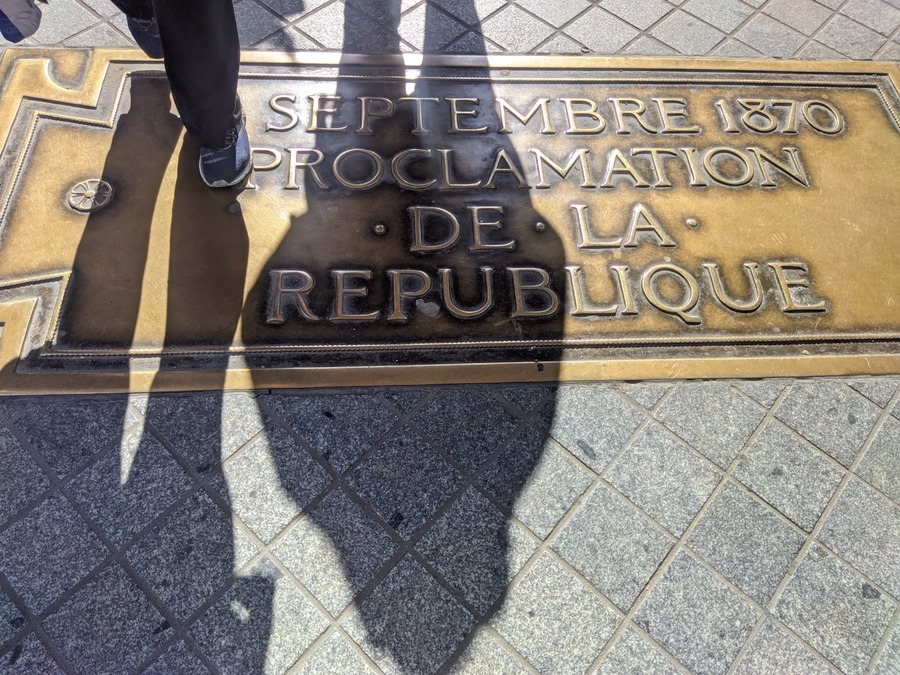 SEPTEMBRE 1870
PROCLAMATION
· DE · LA ·
REPUBLIQUE